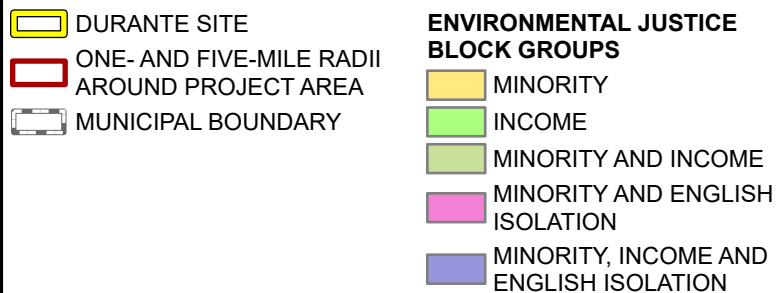 DURANTE SITE
ONE- AND FIVE-MILE RADII
AROUND PROJECT AREA
MUNICIPAL BOUNDARY
ENVIRONMENTAL JUSTICE
BLOCK GROUPS
MINORITY
INCOME
MINORITY AND INCOME
MINORITY AND ENGLISH
ISOLATION
MINORITY, INCOME AND
ENGLISH ISOLATION